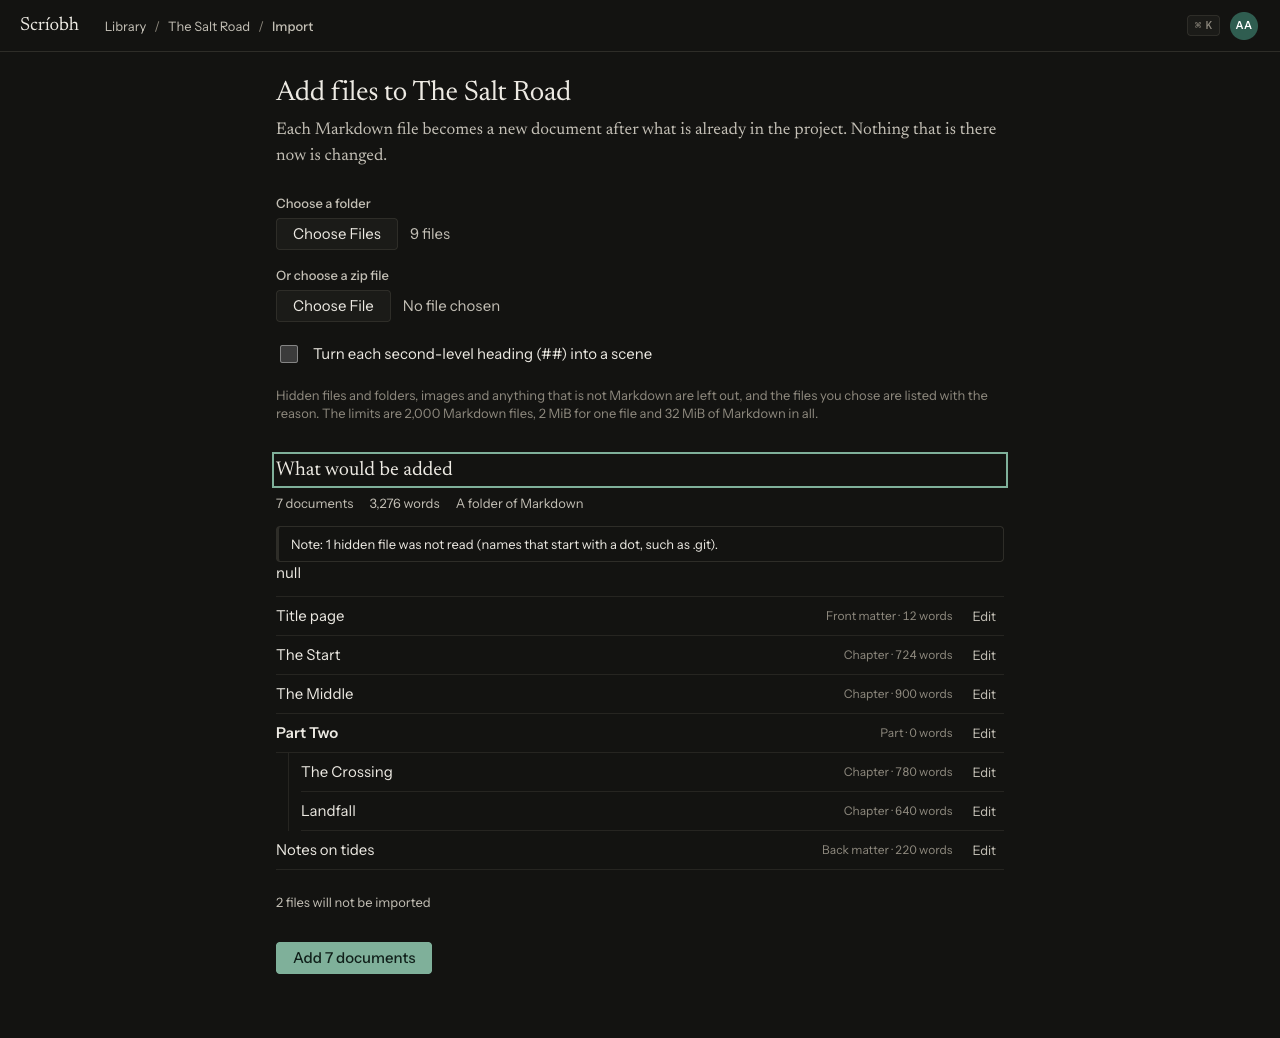 Scríobh
Library / The Salt Road / Import
⌘ K
AA
Add files to The Salt Road
Each Markdown file becomes a new document after what is already in the project. Nothing that is there
now is changed.
Choose a folder
Choose Files 9 files
Or choose a zip file
Choose File No file chosen
Turn each second-level heading (##) into a scene
Hidden files and folders, images and anything that is not Markdown are left out, and the files you chose are listed with the
reason. The limits are 2,000 Markdown files, 2 MiB for one file and 32 MiB of Markdown in all.
What would be added
7 documents 3,276 words A folder of Markdown
Note: 1 hidden file was not read (names that start with a dot, such as .git).
null
Title page Front matter · 12 words Edit
The Start Chapter · 724 words Edit
The Middle Chapter · 900 words Edit
Part Two Part · 0 words Edit
The Crossing Chapter · 780 words Edit
Landfall Chapter · 640 words Edit
Notes on tides Back matter · 220 words Edit
2 files will not be imported
Add 7 documents